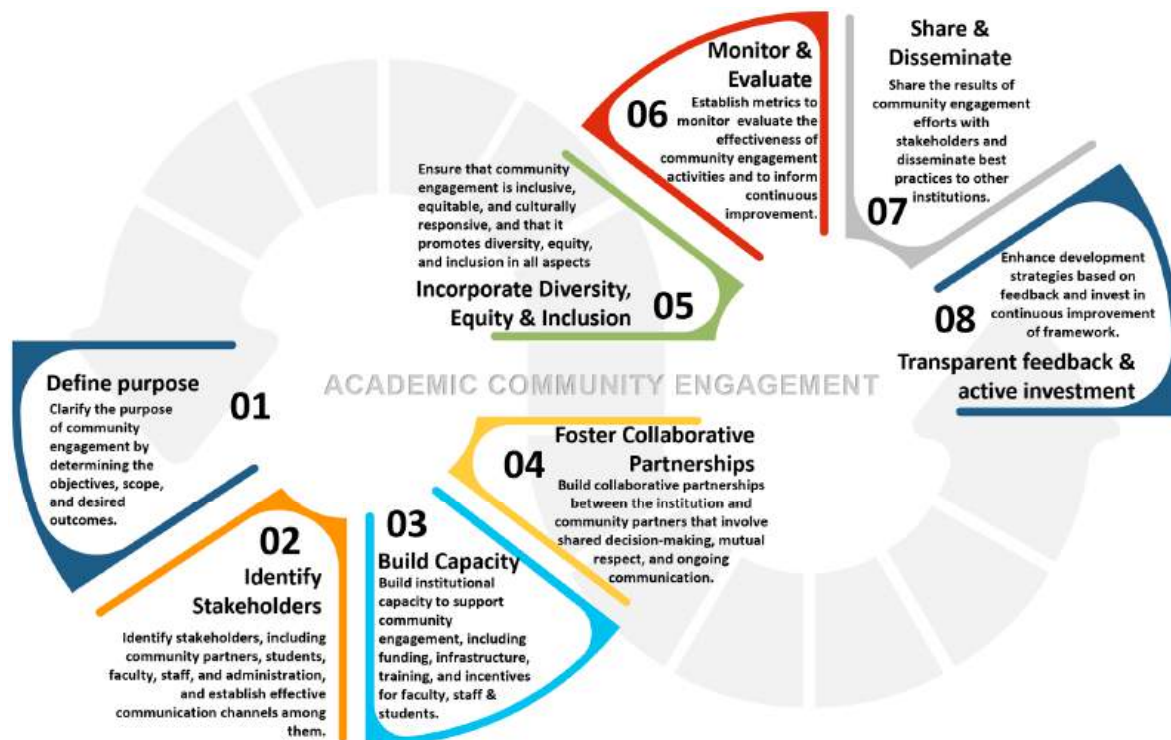 01
Define purpose
Clarify the purpose
of community
engagement by
determining the
objectives, scope,
and desired
outcomes.
02
Identify
Stakeholders
Identify stakeholders, including
community partners, students,
faculty, staff, and administration,
and establish effective
communication channels among
them.
03
Build Capacity
Build institutional
capacity to support
community
engagement, including
funding, infrastructure,
training, and incentives
for faculty, staff &
students.
04
Foster Collaborative
Partnerships
Build collaborative partnerships
between the institution and
community partners that involve
shared decision-making, mutual
respect, and ongoing
communication.
ACADEMIC COMMUNITY ENGAGEMENT
Ensure that community
engagement is inclusive,
equitable, and culturally
responsive, and that it
promotes diversity, equity,
and inclusion in all aspects
Incorporate Diversity,
Equity & Inclusion
05
Monitor &
Evaluate
06
Establish metrics to
monitor evaluate the
effectiveness of
community engagement
activities and to inform
continuous
improvement.
Share &
Disseminate
Share the results of
community engagement
efforts with
stakeholders and
disseminate best
practices to other
institutions.
07
Enhance development
strategies based on
feedback and invest in
continuous improvement
of framework.
08
Transparent feedback &
active investment